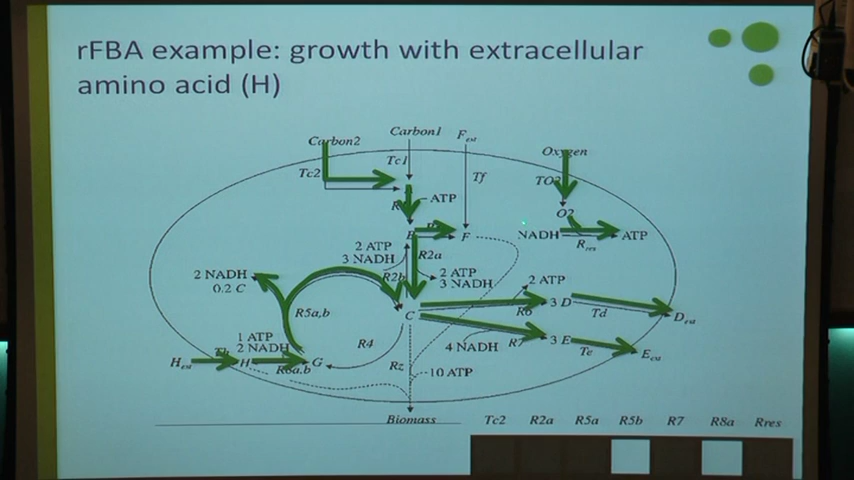 rFBA example: growth with extracellular
amino acid (H)
Carbon2
Carbon1
Fext
Oxygen
Tc2
Tc1
Tf
TO2
ATP
O2
B
F
NADH
Rres
ATP
2 ATP
3 NADH
R2a
R2b
2 ATP
3 NADH
2 NADH
0.2 C
2 ATP
3 D
R5a,b
C
R6
Td
Dext
1 ATP
2 NADH
R4
4 NADH
R7
3 E
Te
Eext
Hext
Th
H
R8a,b
G
Rz
10 ATP
Biomass
Tc2 R2a R5a R5b R7 R8a Rres